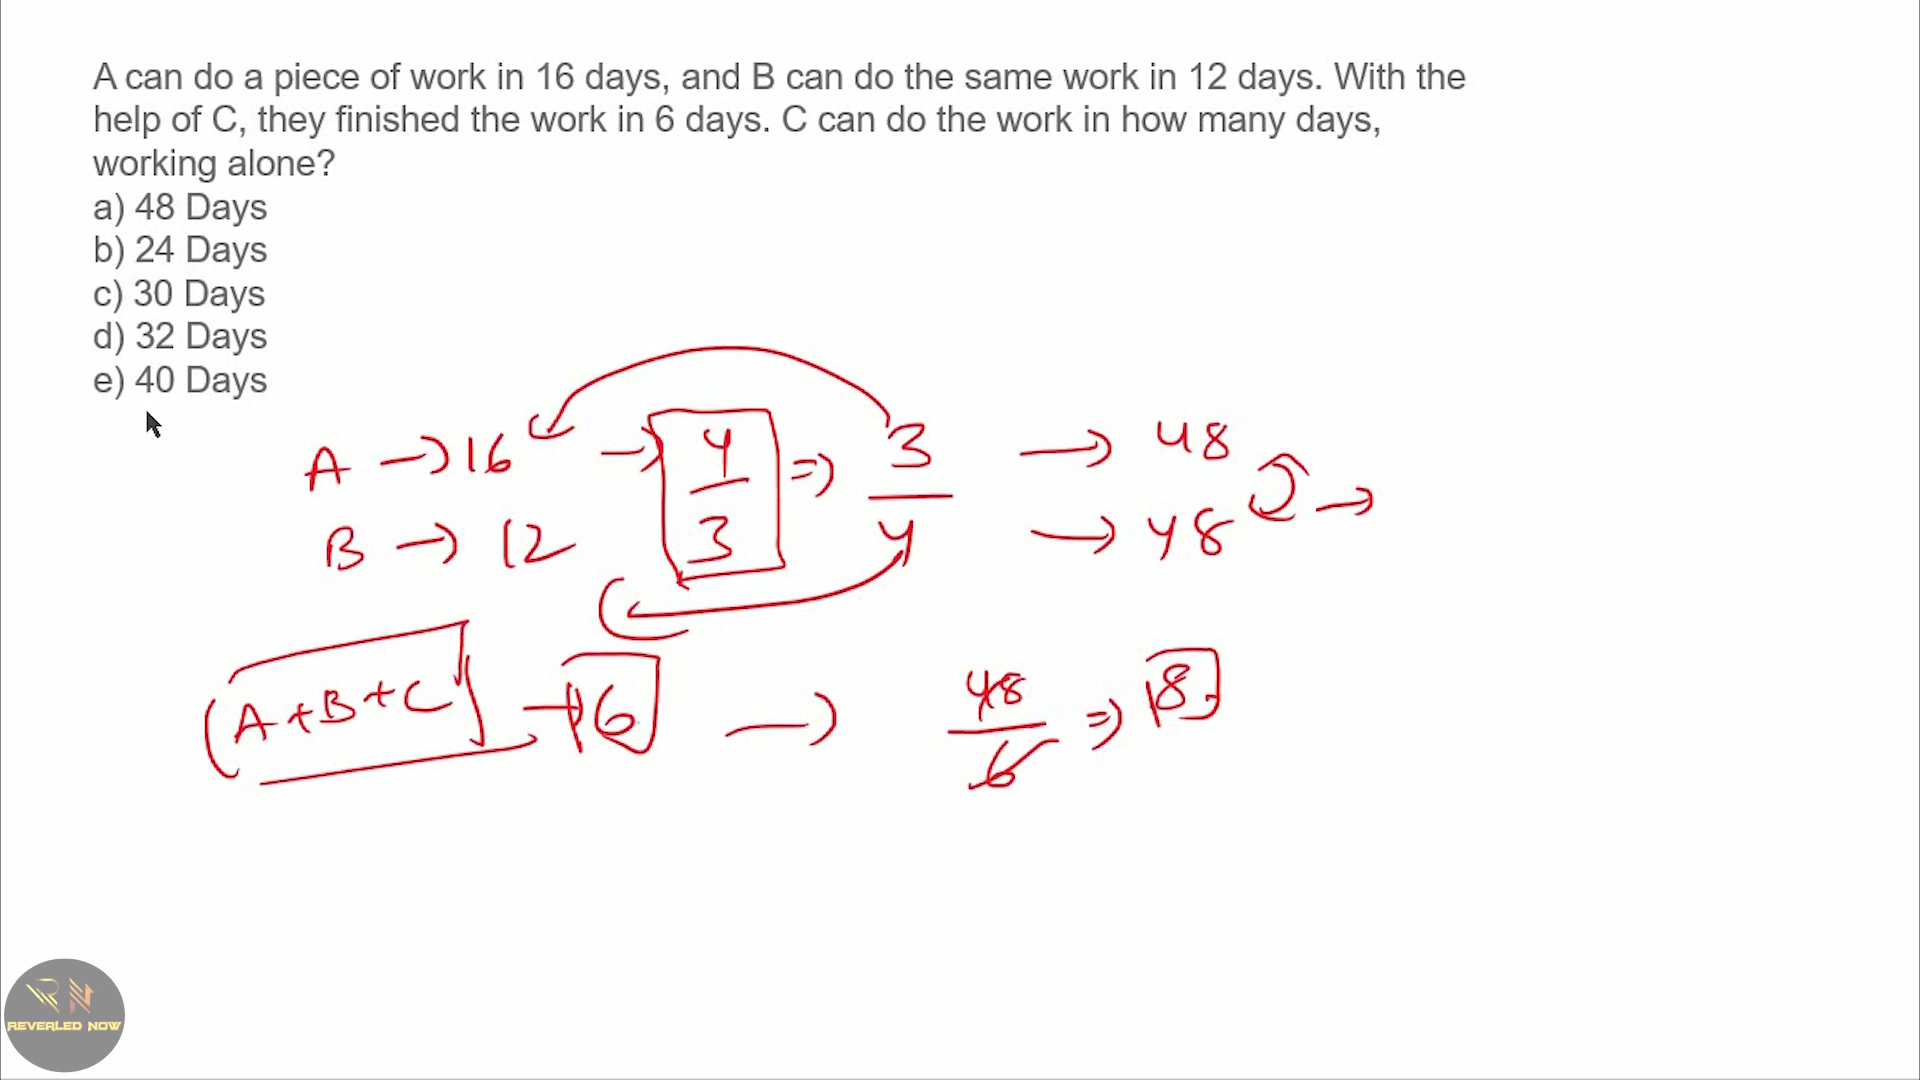 A can do a piece of work in 16 days, and B can do the same work in 12 days. With the
help of C, they finished the work in 6 days. C can do the work in how many days,
working alone?
a) 48 Days
b) 24 Days
c) 30 Days
d) 32 Days
e) 40 Days
A → 16 → 4 ⇒ 3 → 48
B → 12 3 4 → 48 →
(A+B+C) → 6 → 48/6 ⇒ 8
RN
REVERLED NOW